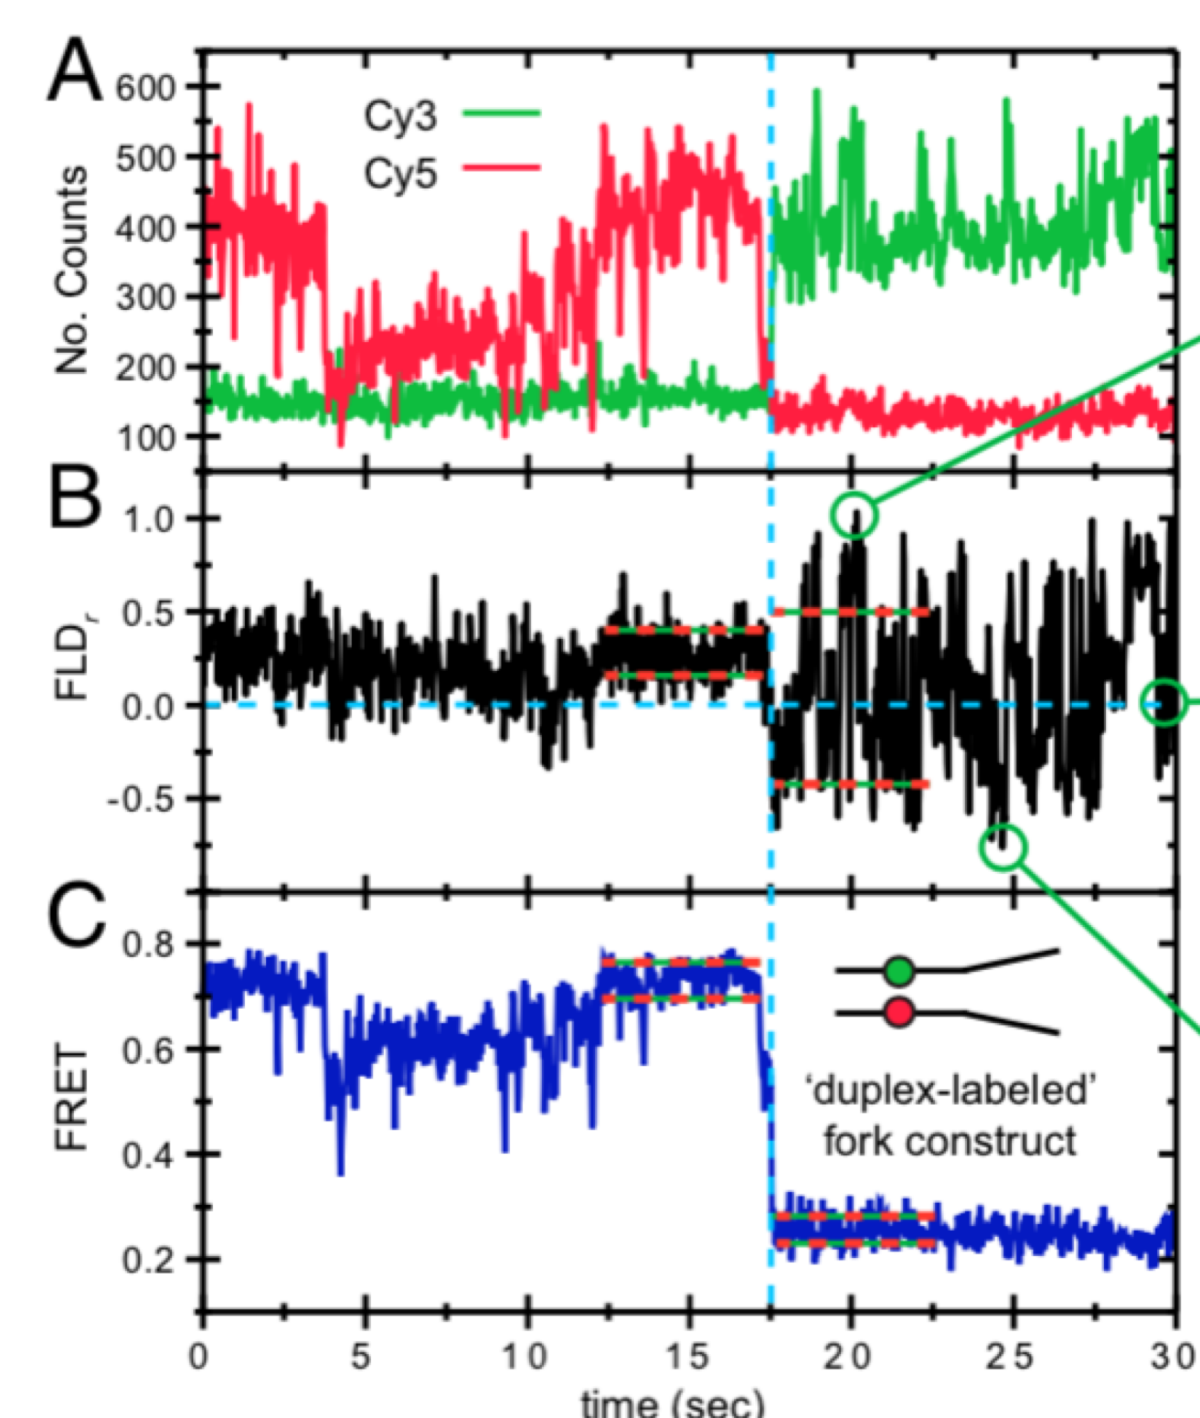 A
600
500
400
300
200
100
No. Counts
Cy3
Cy5
B
1.0
0.5
0.0
-0.5
FLDr
C
0.8
0.6
0.4
0.2
FRET
‘duplex-labeled’
fork construct
0 5 10 15 20 25 30
time (sec)